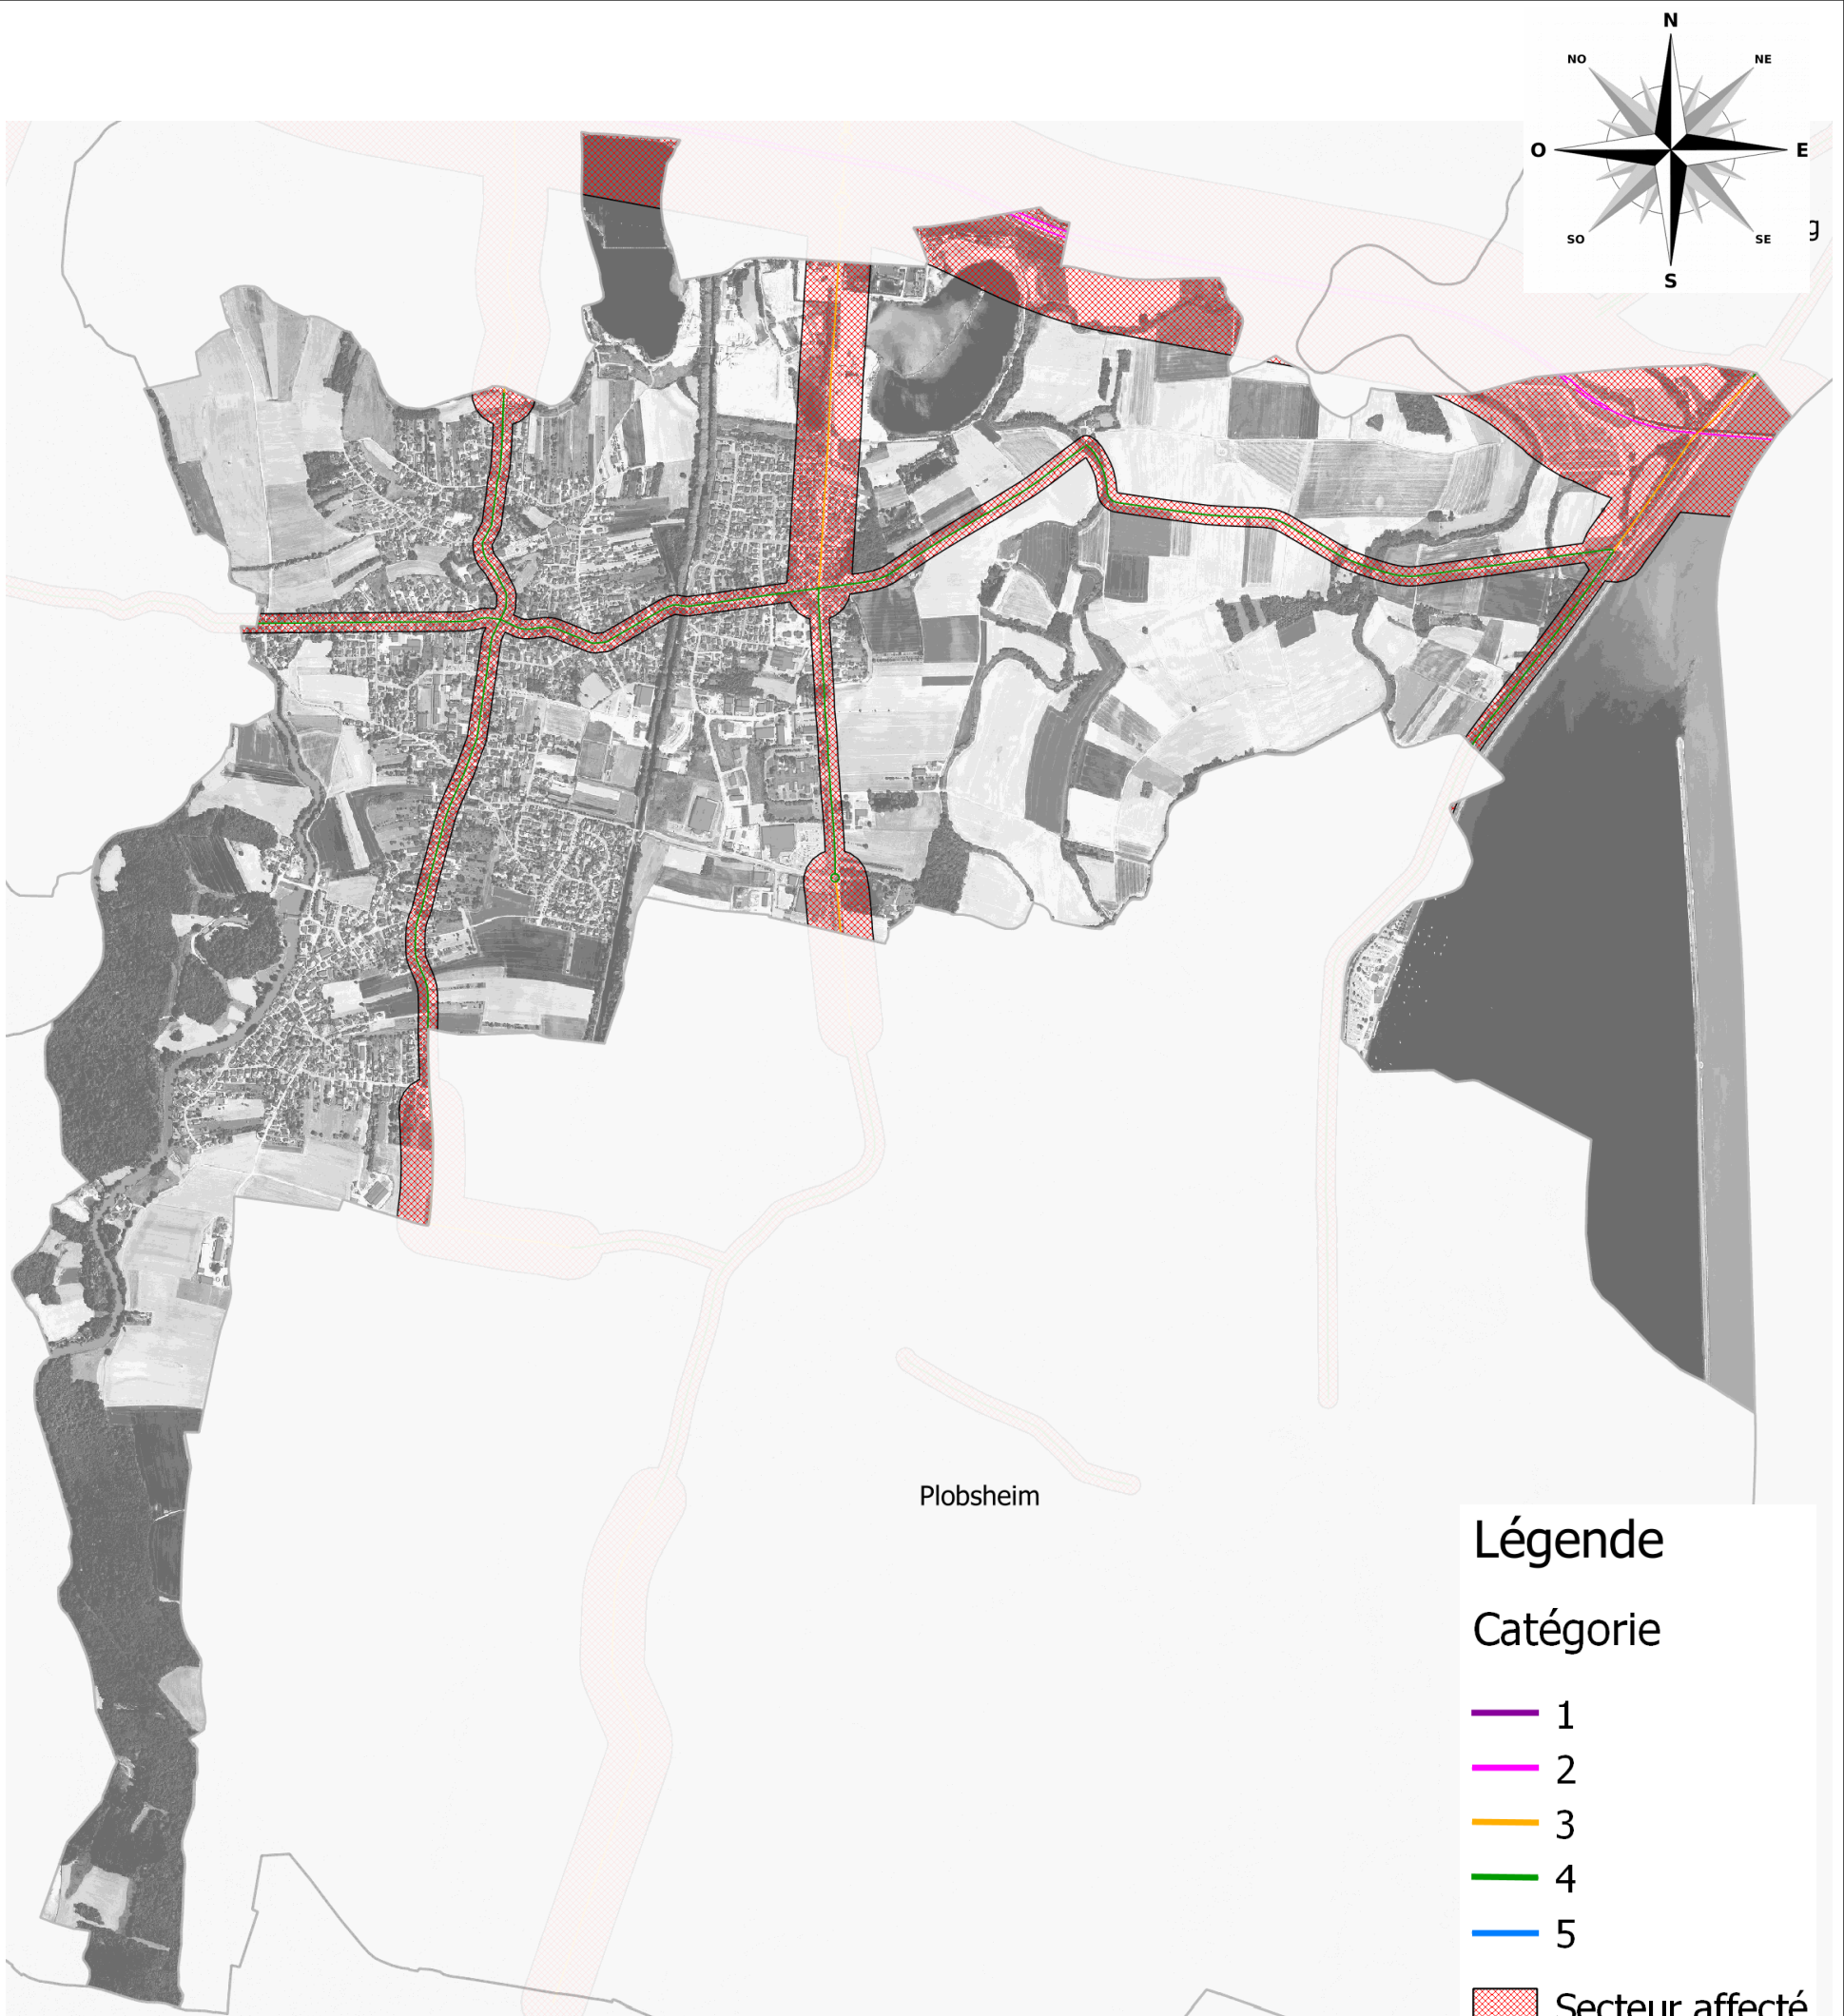 N
NO NE
O E
SO SE
S
g
Plobsheim
Légende
Catégorie
1
2
3
4
5
Secteur affecté